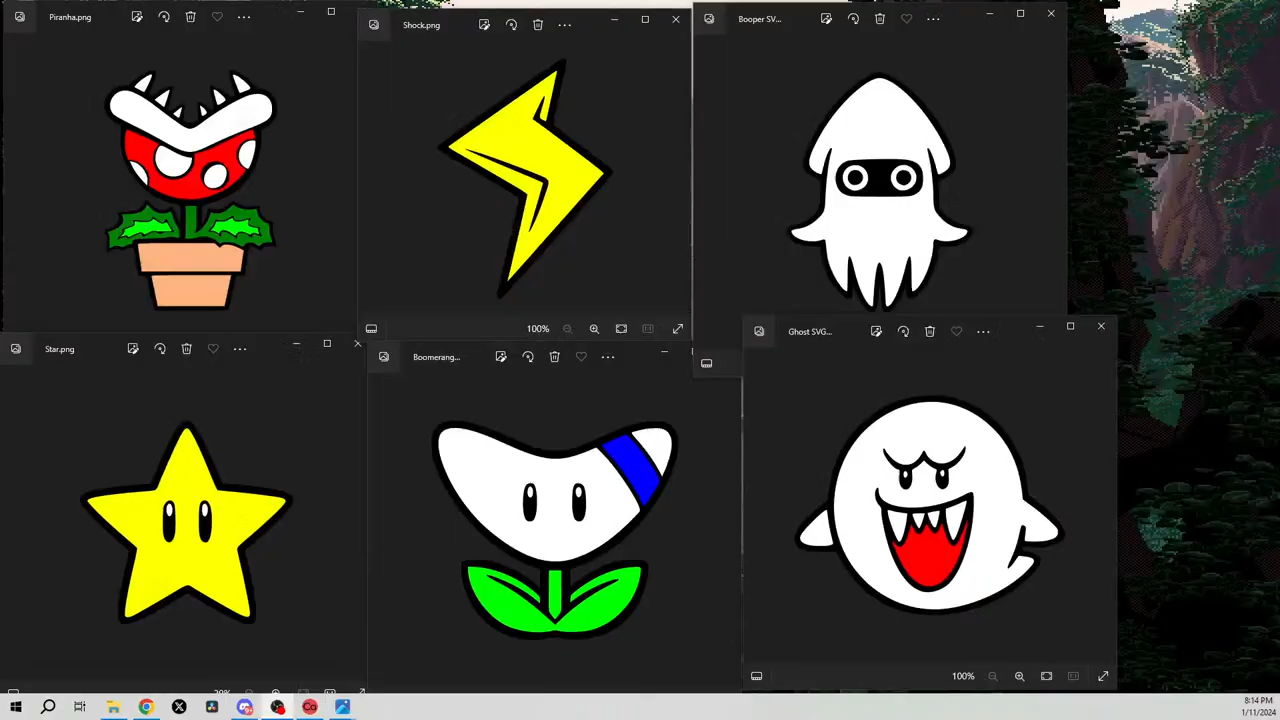 Piranha.png
Shock.png
Booper SV...
100%
Star.png
Boomerang...
Ghost SVG...
100%
8:14 PM
1/11/2024